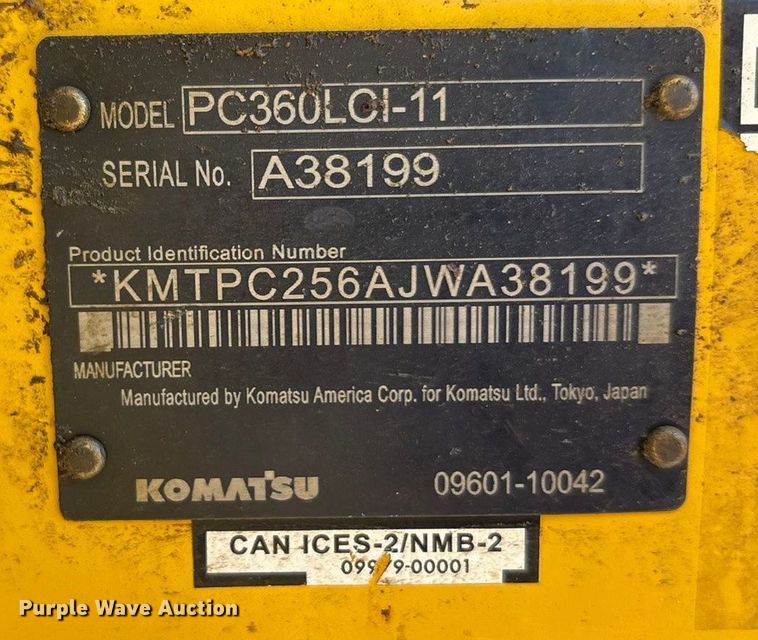 MODEL PC360LCI-11
SERIAL No. A38199
Product Identification Number
*KMTPC256AJWA38199*
MANUFACTURER
Manufactured by Komatsu America Corp. for Komatsu Ltd., Tokyo, Japan
KOMATSU 09601-10042
CAN ICES-2/NMB-2
Purple Wave Auction